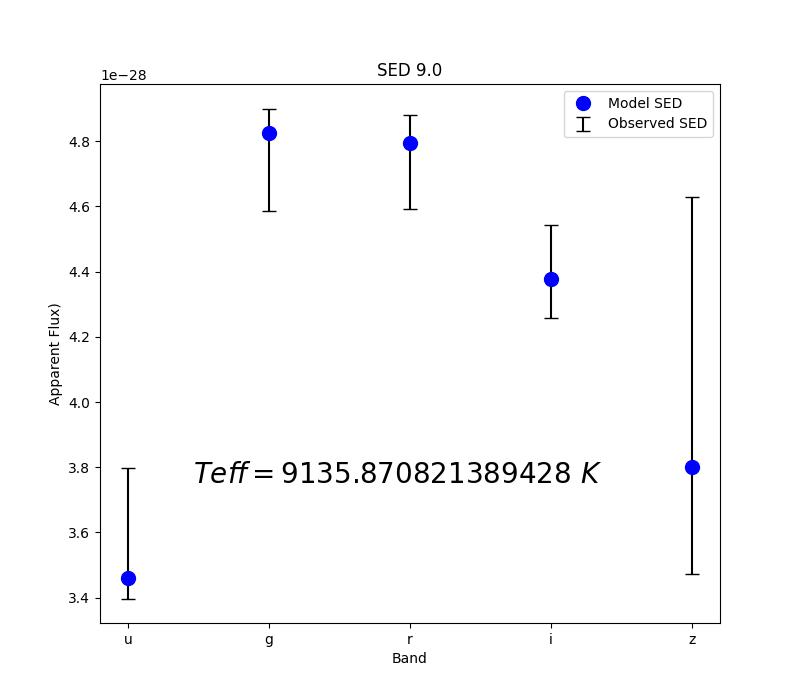 SED 9.0
1e−28
Model SED
Observed SED
4.8
4.6
4.4
4.2
4.0
3.8
3.6
3.4
Apparent Flux)
Teff = 9135.870821389428 K
u g r i z
Band